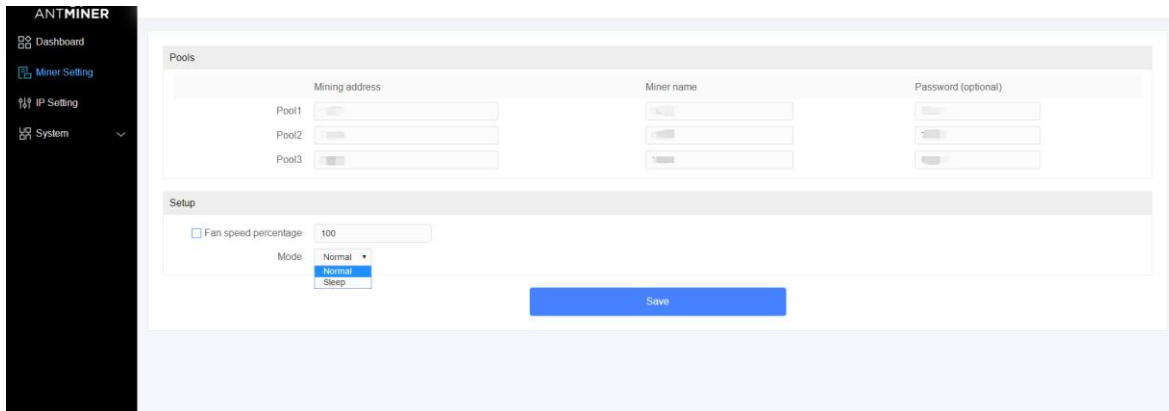 ANTMINER
Dashboard
Miner Setting
IP Setting
System
Pools
Mining address Miner name Password (optional)
Pool1
Pool2
Pool3
Setup
Fan speed percentage 100
Mode Normal
Normal
Sleep
Save